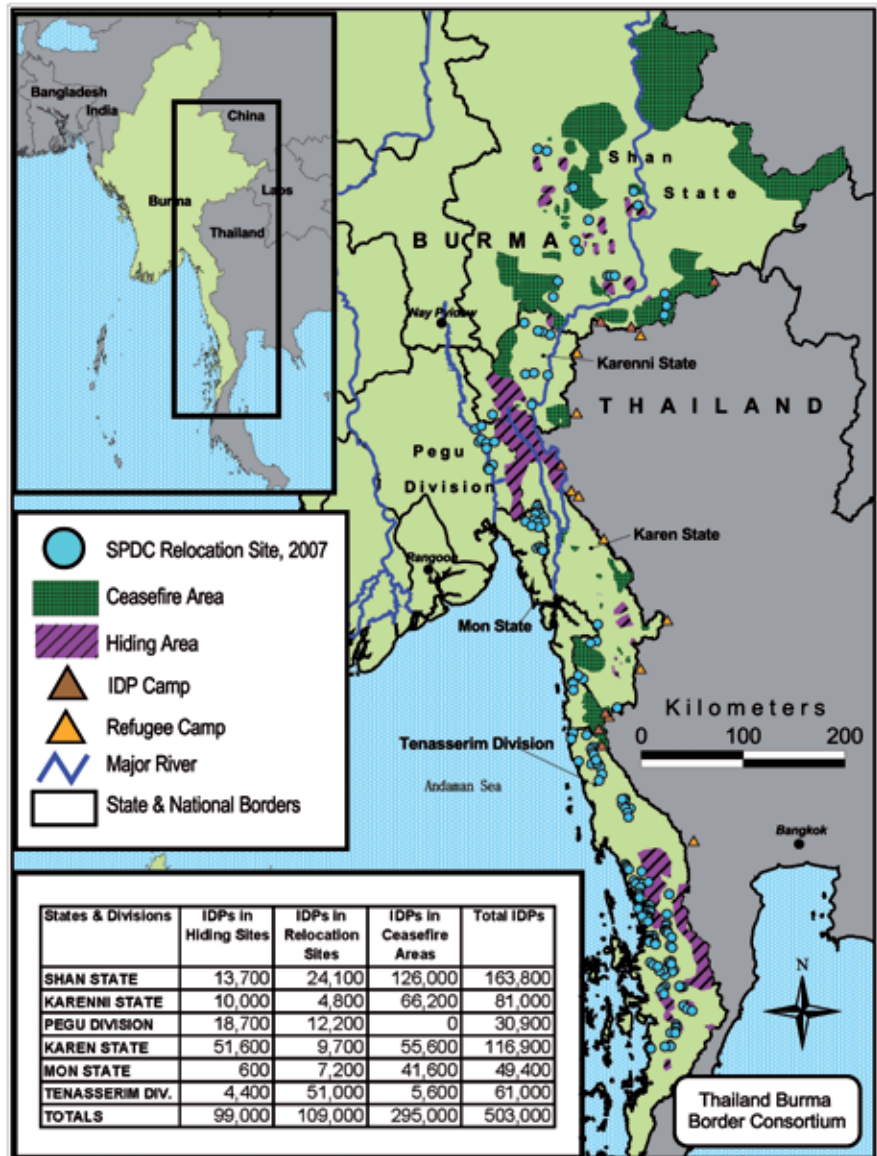 Bangladesh
India
China
Burma
Laos
Thailand
Shan
State
BURMA
Nay Pyidaw
Karenni State
THAILAND
Pegu
Division
Karen State
Rangoon
Mon State
Kilometers
0 100 200
Tenasserim Division
Andaman Sea
Bangkok
SPDC Relocation Site, 2007
Ceasefire Area
Hiding Area
IDP Camp
Refugee Camp
Major River
State & National Borders
States & Divisions IDPs in Hiding Sites IDPs in Relocation Sites IDPs in Ceasefire Areas Total IDPs
SHAN STATE 13,700 24,100 126,000 163,800
KARENNI STATE 10,000 4,800 66,200 81,000
PEGU DIVISION 18,700 12,200 0 30,900
KAREN STATE 51,600 9,700 55,600 116,900
MON STATE 600 7,200 41,600 49,400
TENASSERIM DIV. 4,400 51,000 5,600 61,000
TOTALS 99,000 109,000 295,000 503,000
N
Thailand Burma
Border Consortium